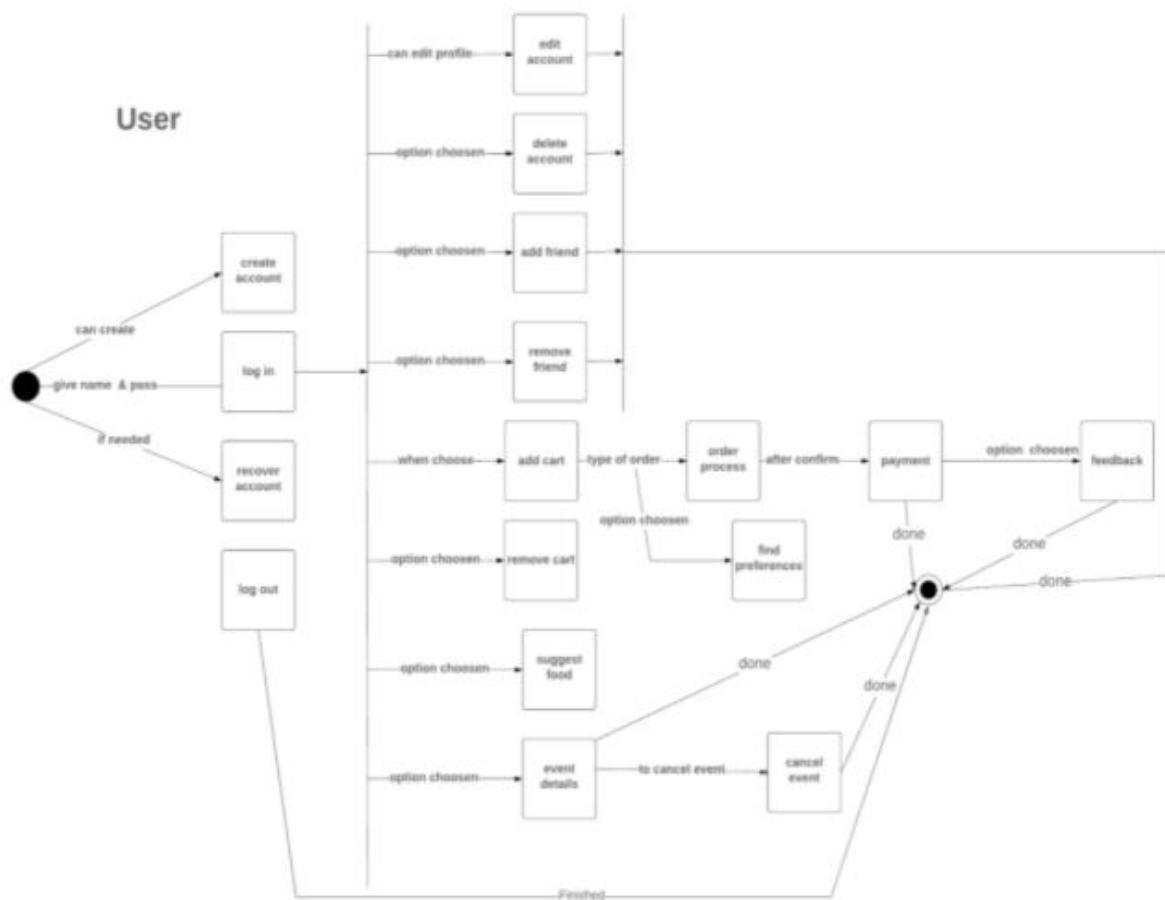 User
can edit profile
edit
account
option choosen
delete
account
option choosen
add friend
option choosen
remove
friend
create
account
can create
log in
give name & pass
if needed
recover
account
log out
when choose
add cart
type of order
order
process
after confirm
payment
option choosen
feedback
option choosen
find
preferences
option choosen
remove cart
done
done
done
option choosen
suggest
food
done
done
option choosen
event
details
to cancel event
cancel
event
Finished